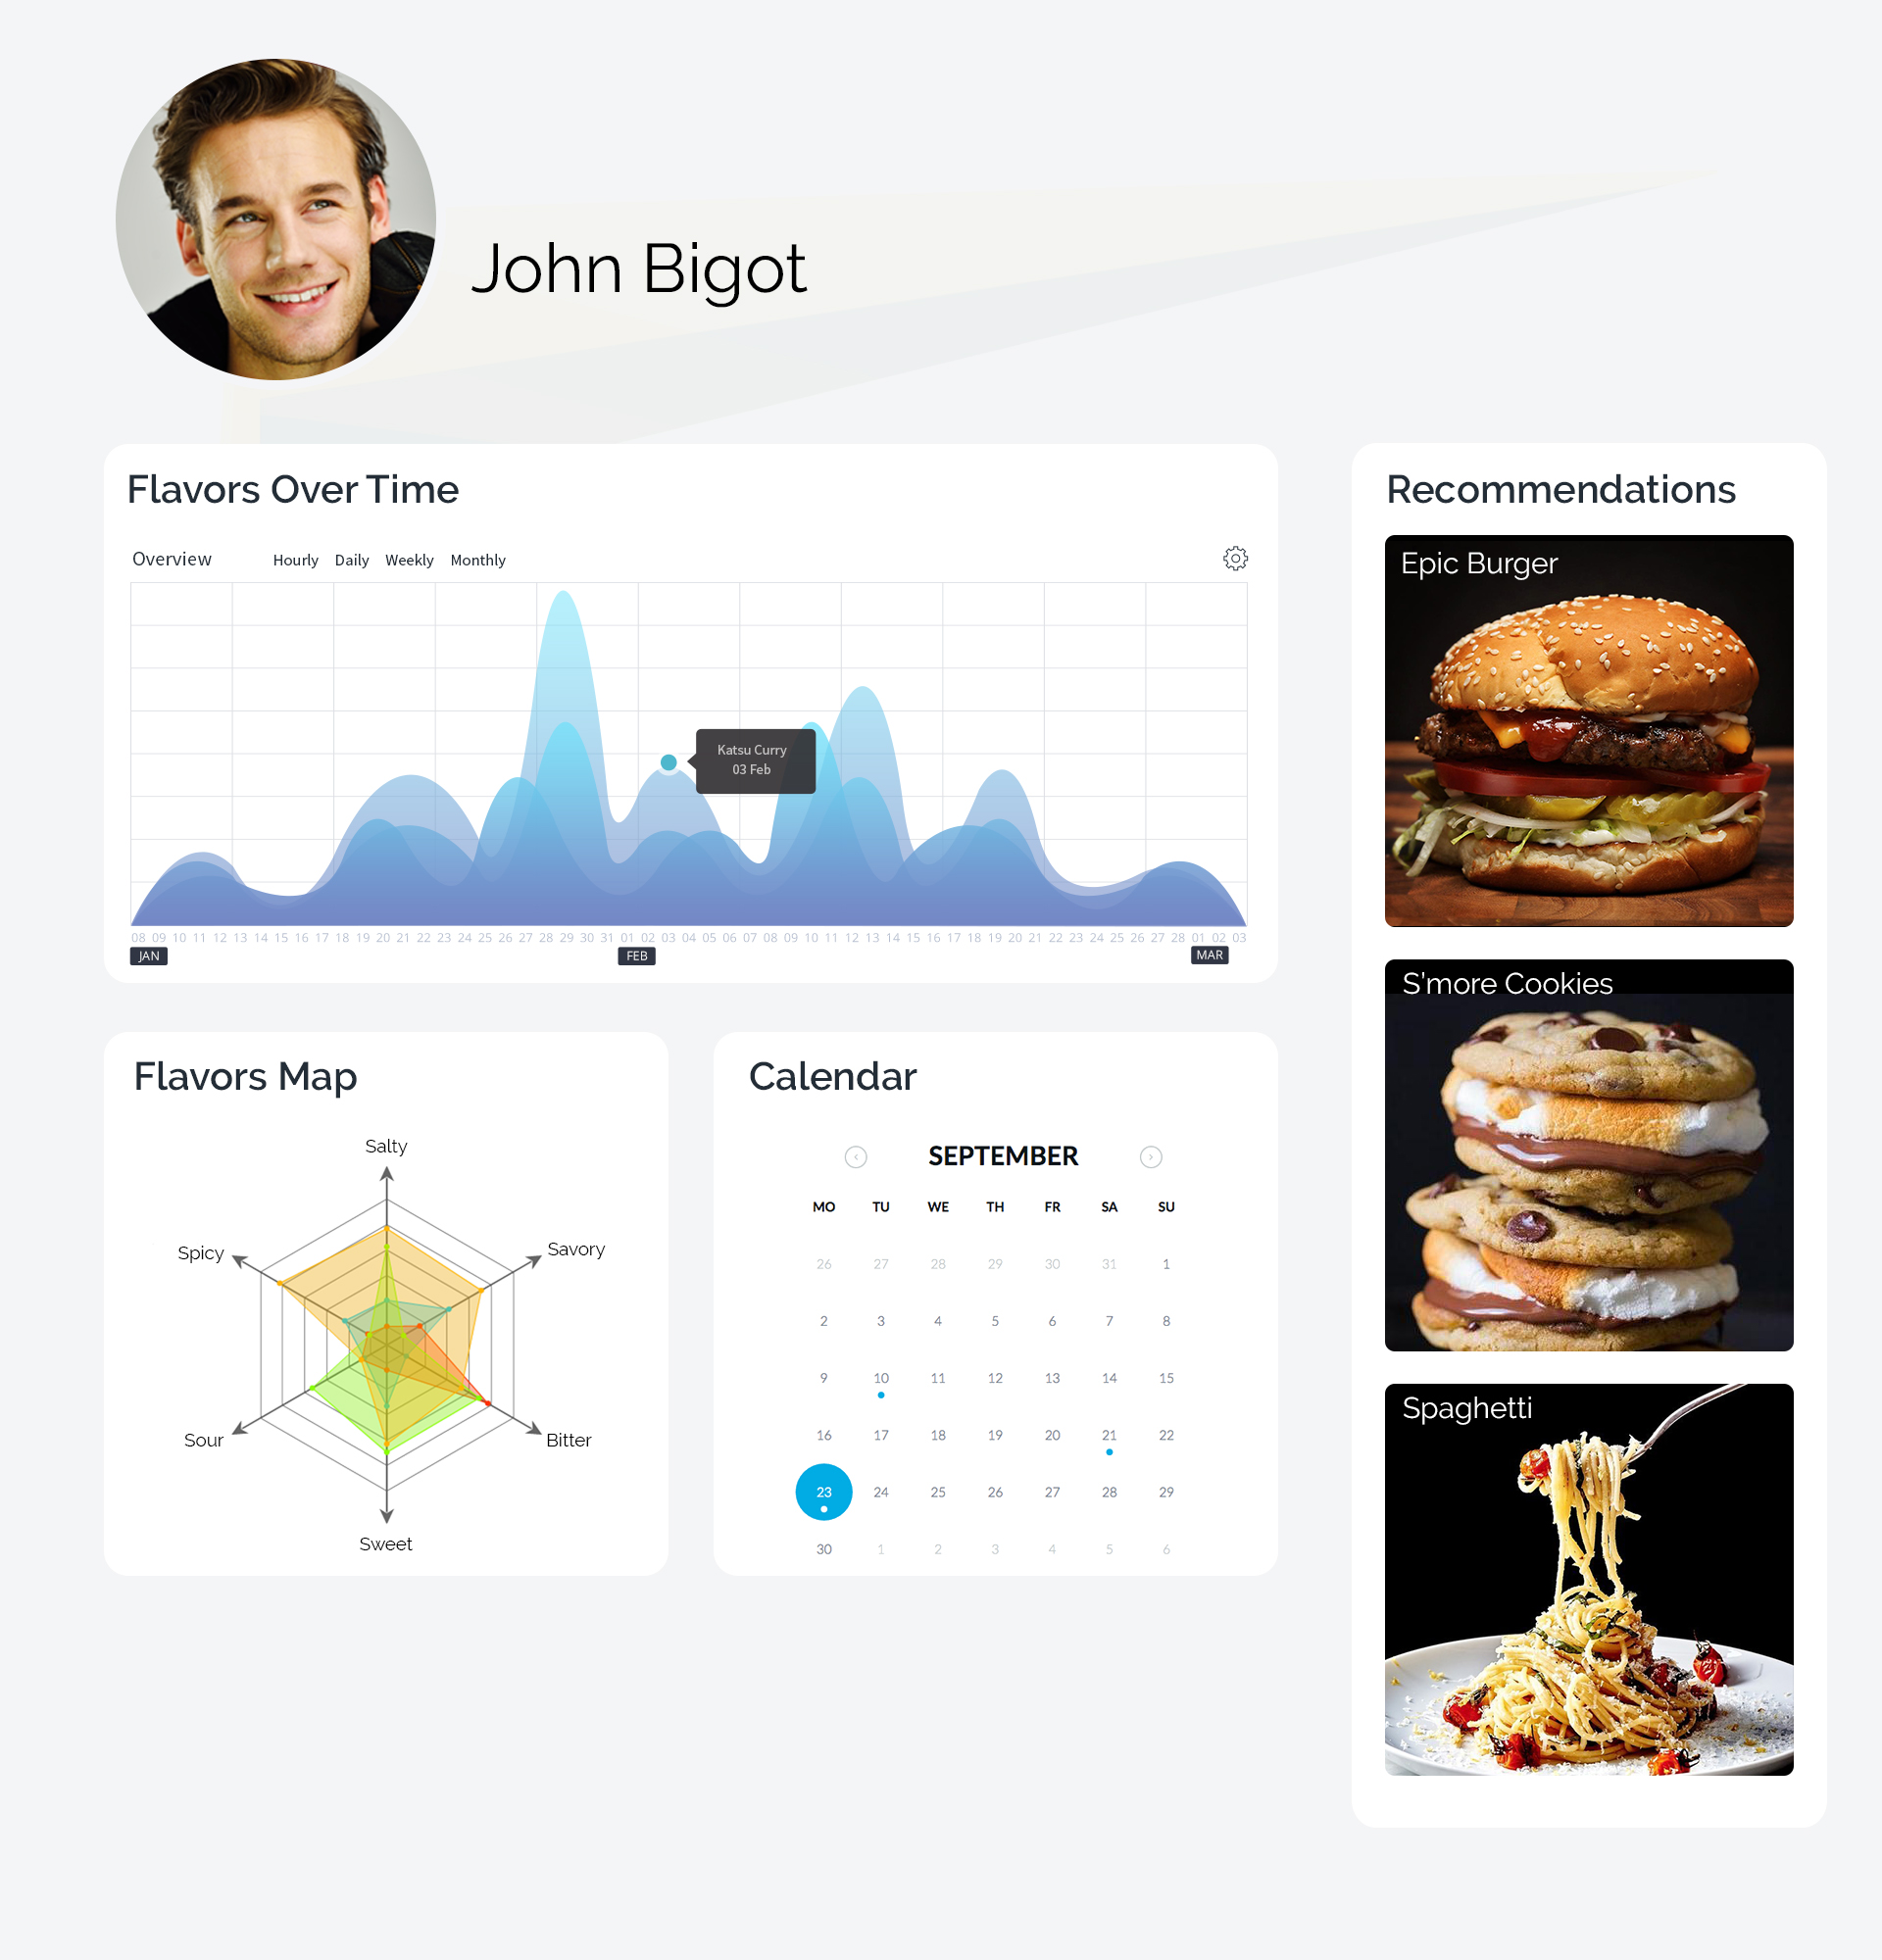 John Bigot
Flavors Over Time
Overview Hourly Daily Weekly Monthly
Katsu Curry
03 Feb
08 09 10 11 12 13 14 15 16 17 18 19 20 21 22 23 24 25 26 27 28 29 30 31 01 02 03 04 05 06 07 08 09 10 11 12 13 14 15 16 17 18 19 20 21 22 23 24 25 26 27 28 01 02 03
JAN FEB MAR
Flavors Map
Salty
Savory
Spicy
Sour
Bitter
Sweet
Calendar
SEPTEMBER
MO TU WE TH FR SA SU
26 27 28 29 30 31 1
2 3 4 5 6 7 8
9 10 11 12 13 14 15
16 17 18 19 20 21 22
23 24 25 26 27 28 29
30 1 2 3 4 5 6
Recommendations
Epic Burger
S'more Cookies
Spaghetti